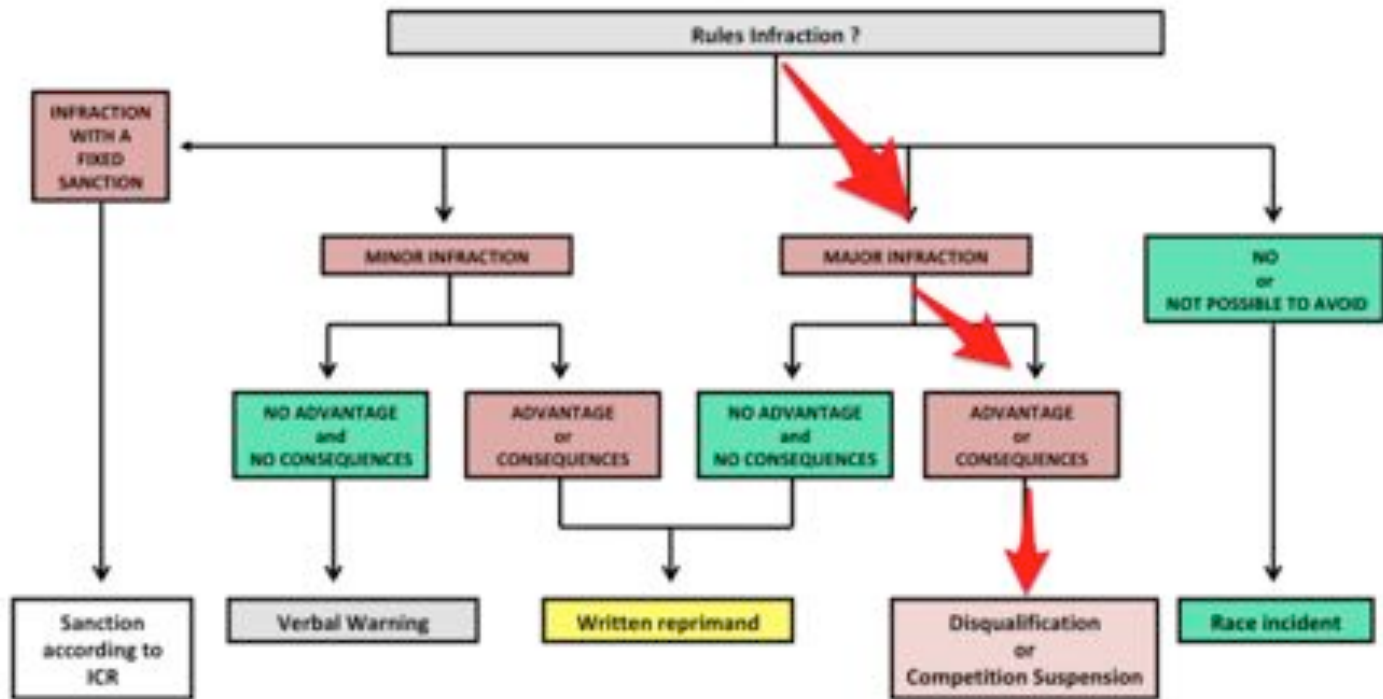 Rules Infraction ?
INFRACTION
WITH A
FIXED
SANCTION
MINOR INFRACTION
MAJOR INFRACTION
NO
or
NOT POSSIBLE TO AVOID
NO ADVANTAGE
and
NO CONSEQUENCES
ADVANTAGE
or
CONSEQUENCES
NO ADVANTAGE
and
NO CONSEQUENCES
ADVANTAGE
or
CONSEQUENCES
Sanction
according to
ICR
Verbal Warning
Written reprimand
Disqualification
or
Competition Suspension
Race incident